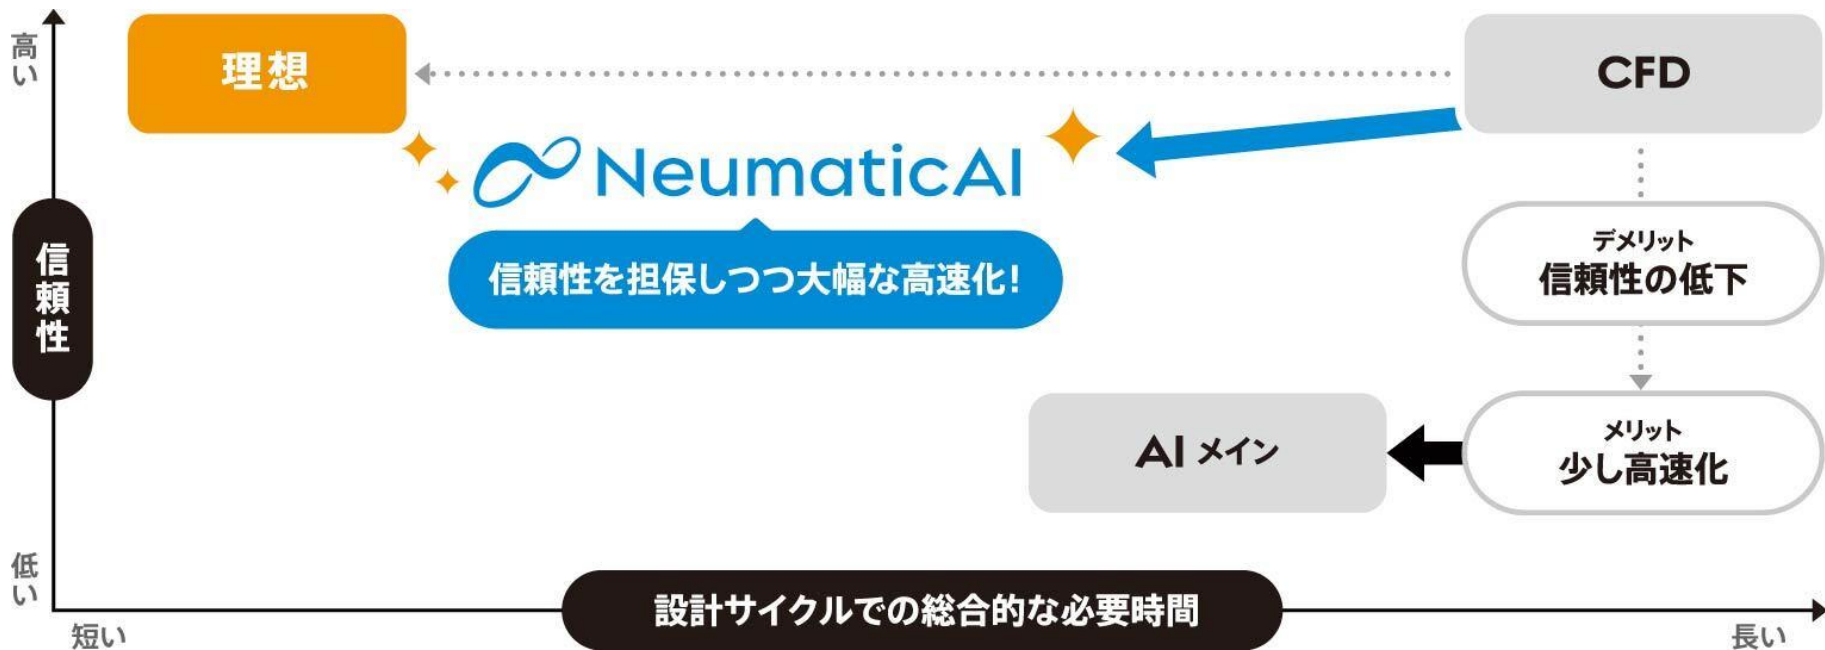 高い
理想
CFD
NeumaticAI
信頼性を担保しつつ大幅な高速化!
信頼性
デメリット
信頼性の低下
AI メイン
メリット
少し高速化
低い
設計サイクルでの総合的な必要時間
短い
長い